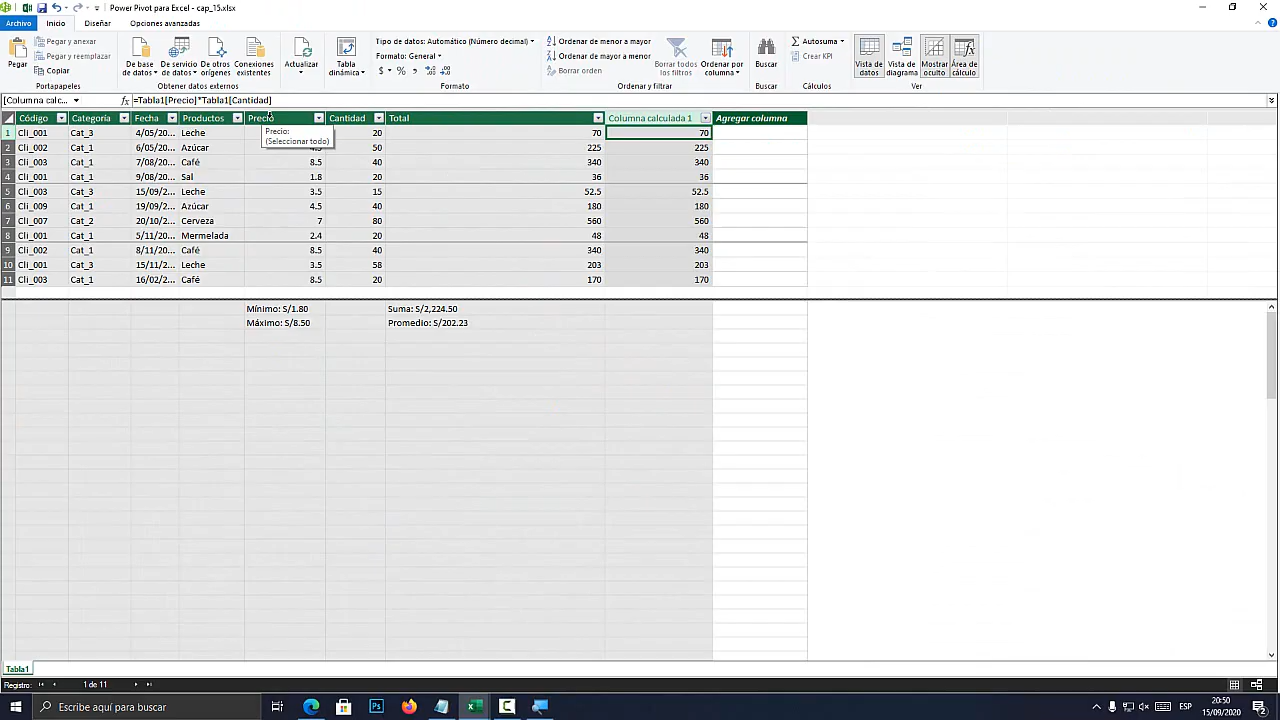 Power Pivot para Excel - cap_15.xlsx
Archivo Inicio Diseñar Opciones avanzadas
Pegar
Pegar y anexar
Pegar y reemplazar
Copiar
Portapapeles
De base de datos
De servicio de datos
De otros orígenes
Conexiones existentes
Obtener datos externos
Actualizar
Tabla dinámica
Tipo de datos: Automática (Número decimal)
Formato: General
$ % ,
Formato
Ordenar de menor a mayor
Ordenar de mayor a menor
Borrar orden
Borrar todos los filtros
Ordenar por columna
Ordenar y filtrar
Buscar
Buscar
Autosuma
Crear KPI
Cálculos
Vista de datos
Vista de diagrama
Mostrar oculto
Área de cálculo
Ver
[Columna calc... fx =Tabla1[Precio]*Tabla1[Cantidad]
Código Categoría Fecha Productos Precio Cantidad Total Columna calculada 1 Agregar columna
1 Cli_001 Cat_3 4/05/20... Leche 20 70 70
Precio:
(Seleccionar todo)
2 Cli_002 Cat_1 6/05/20... Azúcar 50 225 225
3 Cli_003 Cat_1 7/08/20... Café 8.5 40 340 340
4 Cli_001 Cat_1 9/08/20... Sal 1.8 20 36 36
5 Cli_003 Cat_3 15/09/2... Leche 3.5 15 52.5 52.5
6 Cli_009 Cat_1 19/09/2... Azúcar 4.5 40 180 180
7 Cli_007 Cat_2 20/10/2... Cerveza 7 80 560 560
8 Cli_001 Cat_1 5/11/20... Mermelada 2.4 20 48 48
9 Cli_002 Cat_1 8/11/20... Café 8.5 40 340 340
10 Cli_001 Cat_3 15/11/2... Leche 3.5 58 203 203
11 Cli_003 Cat_1 16/02/2... Café 8.5 20 170 170
Mínimo: S/1.80 Suma: S/2,224.50
Máximo: S/8.50 Promedio: S/202.23
Tabla1
Registro: 1 de 11
Escribe aquí para buscar
ESP
20:50
15/09/2020